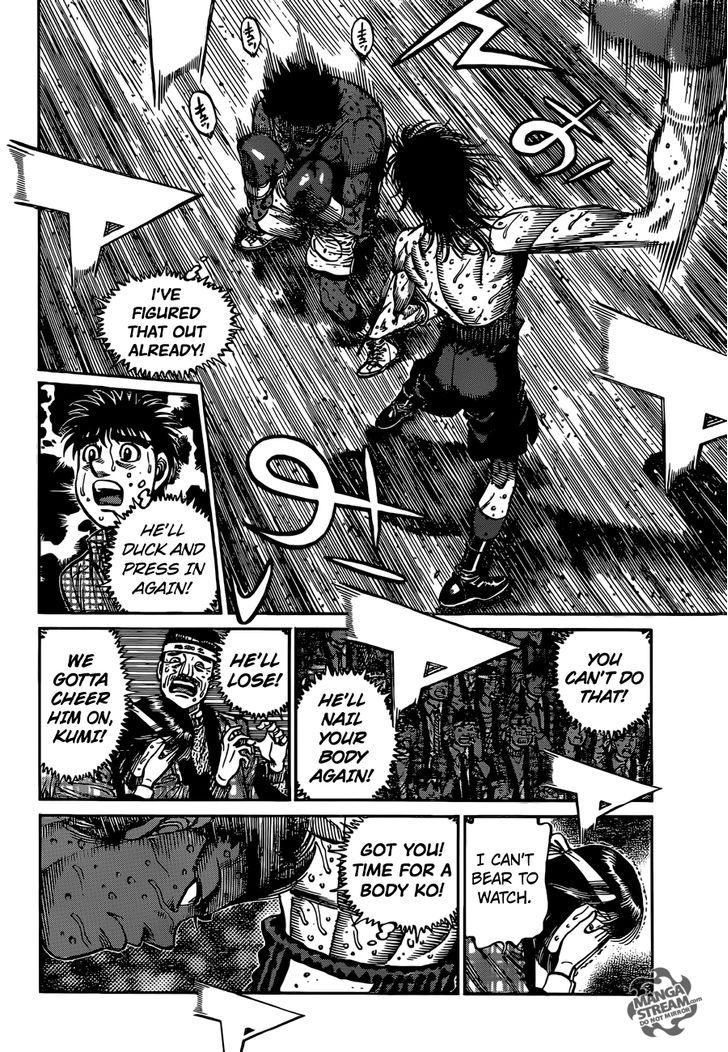 I'VE
FIGURED
THAT OUT
ALREADY!
HE'LL
DUCK AND
PRESS IN
AGAIN!
YOU
CAN'T DO
THAT!
HE'LL
NAIL
YOUR
BODY
AGAIN!
HE'LL
LOSE!
WE
GOTTA
CHEER
HIM ON,
KUMI!
I CAN'T
BEAR TO
WATCH.
GOT YOU!
TIME FOR A
BODY KO!
MANGA
STREAM.com
DO NOT MIRROR